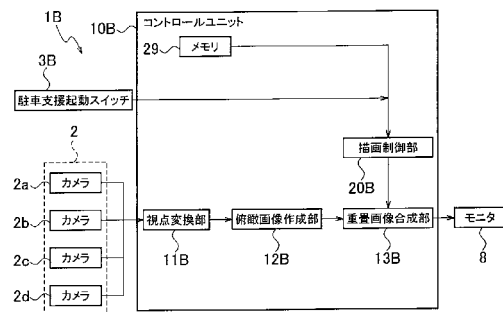 1B
10B
コントロールユニット
29
メモリ
3B
駐車支援起動スイッチ
描画制御部
20B
2
2a
カメラ
2b
カメラ
2c
カメラ
2d
カメラ
視点変換部
11B
俯瞰画像作成部
12B
重畳画像合成部
13B
モニタ
8